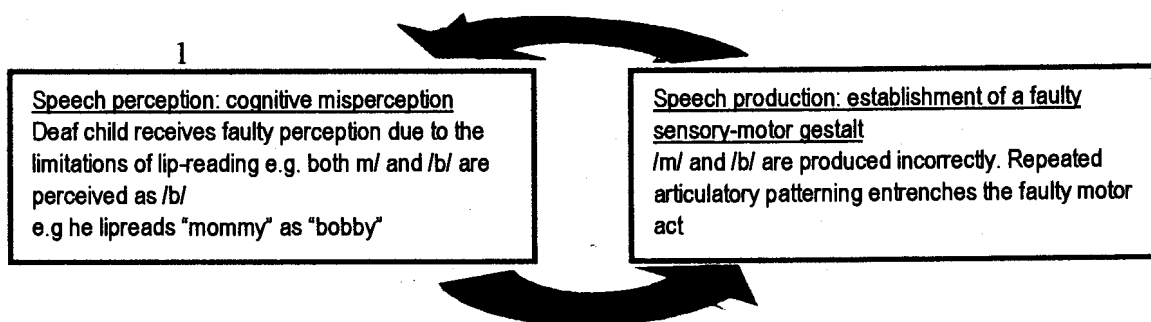 1
Speech perception: cognitive misperception
Deaf child receives faulty perception due to the
limitations of lip-reading e.g. both m/ and /b/ are
perceived as /b/
e.g he lipreads "mommy" as "bobby"
Speech production: establishment of a faulty
sensory-motor gestalt
/m/ and /b/ are produced incorrectly. Repeated
articulatory patterning entrenches the faulty motor
act